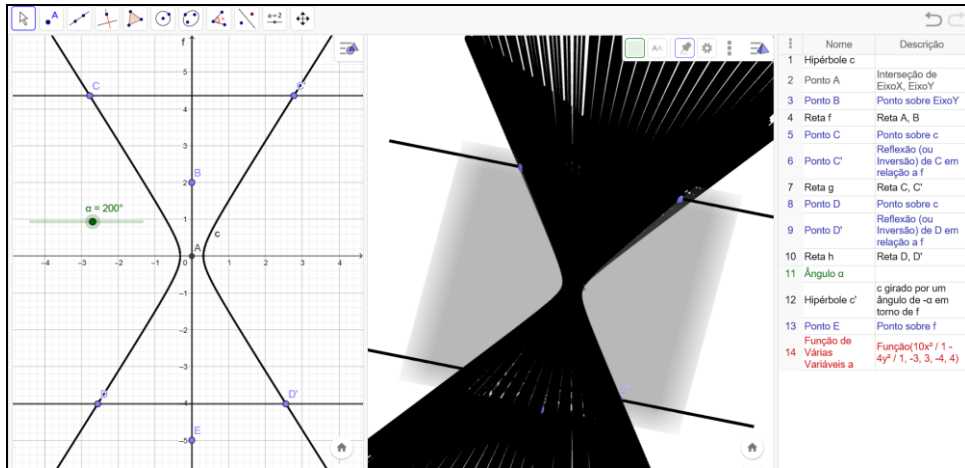 A
a=2
f
5
4
3
2
1
0
−1
−2
−3
−4
−5
−4
−3
−2
−1
1
2
3
4
C
C'
B
α = 200°
c
A
D
D'
E
AA
Nome Descrição
1 Hipérbole c
2 Ponto A Interseção de
EixoX, EixoY
3 Ponto B Ponto sobre EixoY
4 Reta f Reta A, B
5 Ponto C Ponto sobre c
6 Ponto C' Reflexão (ou
Inversão) de C em
relação a f
7 Reta g Reta C, C'
8 Ponto D Ponto sobre c
9 Ponto D' Reflexão (ou
Inversão) de D em
relação a f
10 Reta h Reta D, D'
11 Ângulo α
12 Hipérbole c' c girado por um
ângulo de -α em
torno de f
13 Ponto E Ponto sobre f
14 Função de
Várias
Variáveis a Função(10x² / 1 -
4y² / 1, -3, 3, -4, 4)